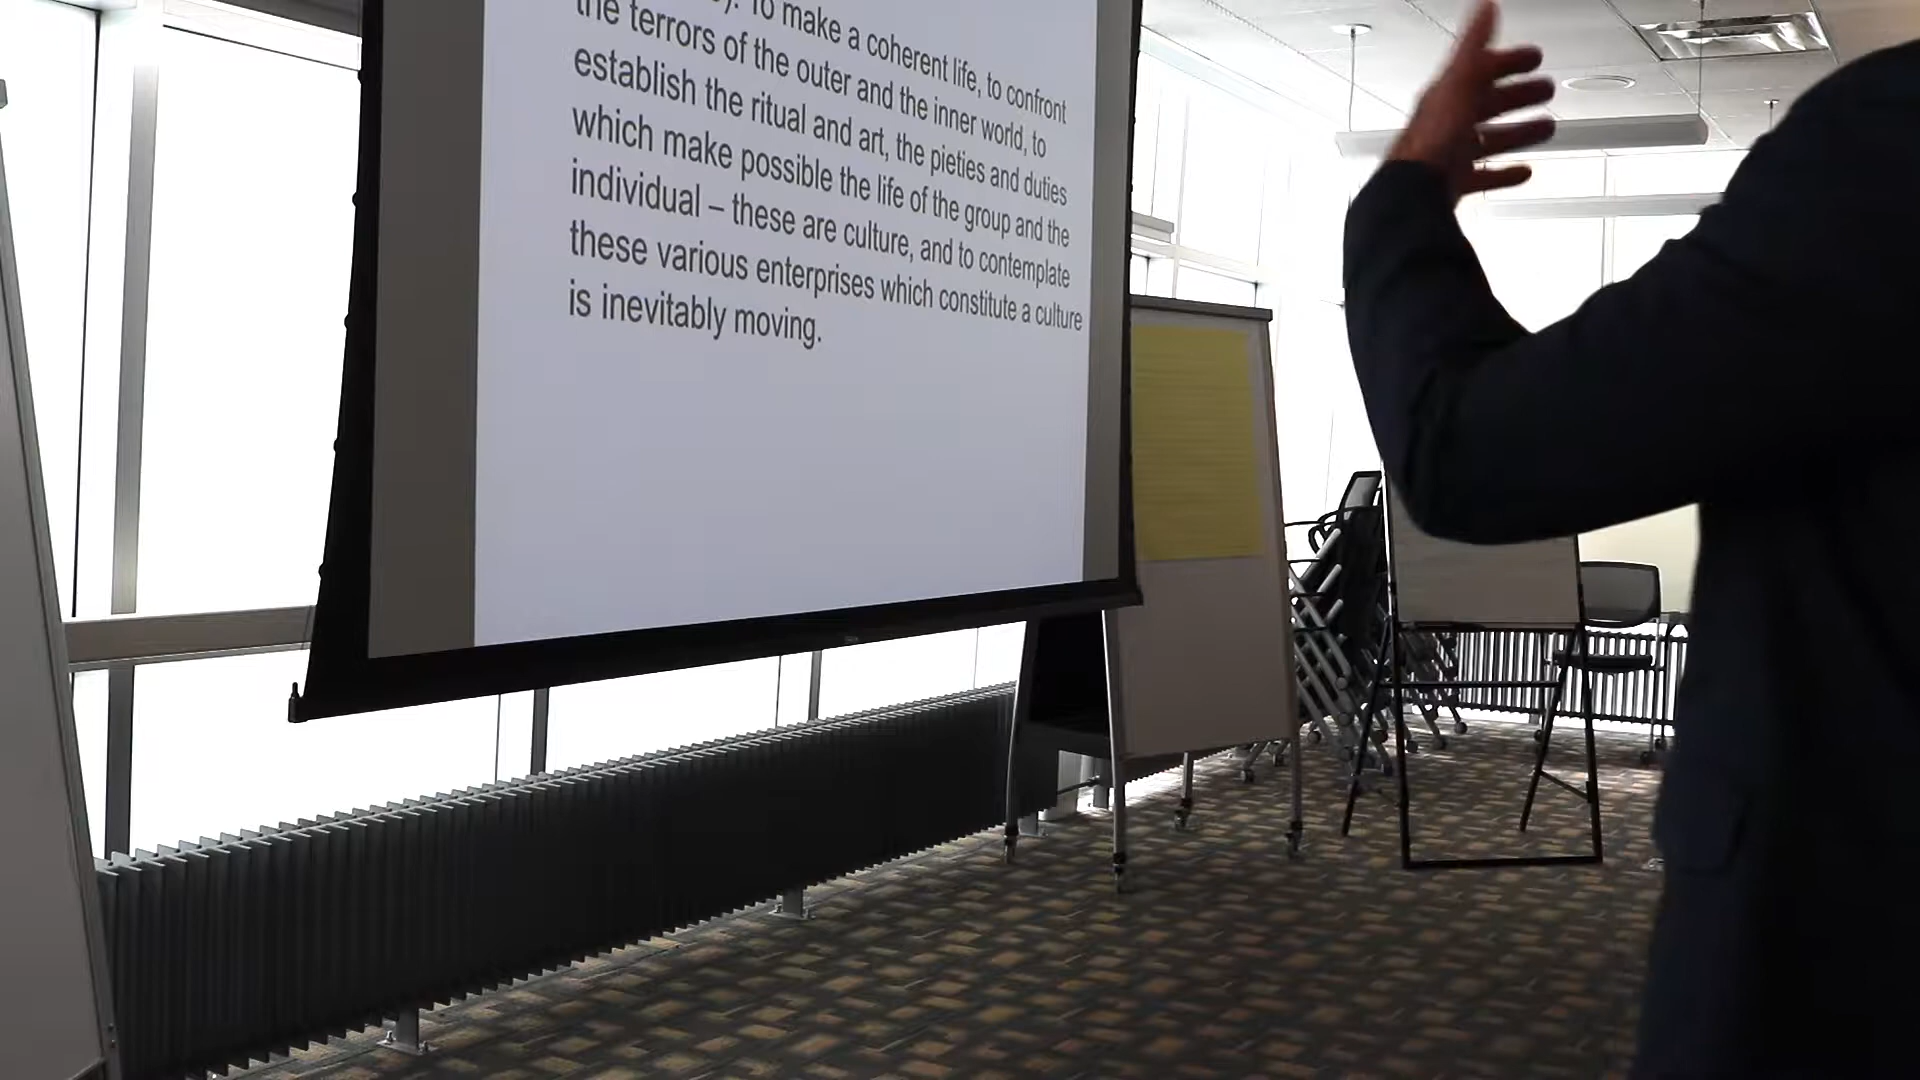 To make a coherent life, to confront
the terrors of the outer and the inner world, to
establish the ritual and art, the pieties and duties
which make possible the life of the group and the
individual – these are culture, and to contemplate
these various enterprises which constitute a culture
is inevitably moving.